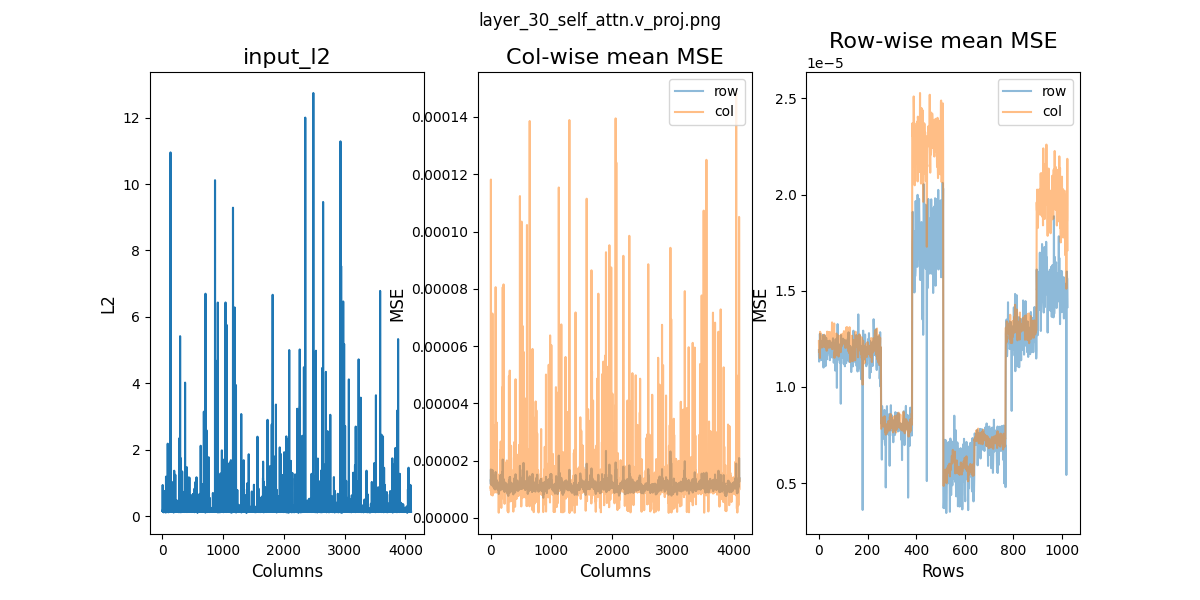 layer_30_self_attn.v_proj.png
input_l2
L2
12
10
8
6
4
2
0
0 1000 2000 3000 4000
Columns
Col-wise mean MSE
MSE
0.00014
0.00012
0.00010
0.00008
0.00006
0.00004
0.00002
0.00000
row
col
0 1000 2000 3000 4000
Columns
Row-wise mean MSE
1e−5
MSE
2.5
2.0
1.5
1.0
0.5
row
col
0 200 400 600 800 1000
Rows